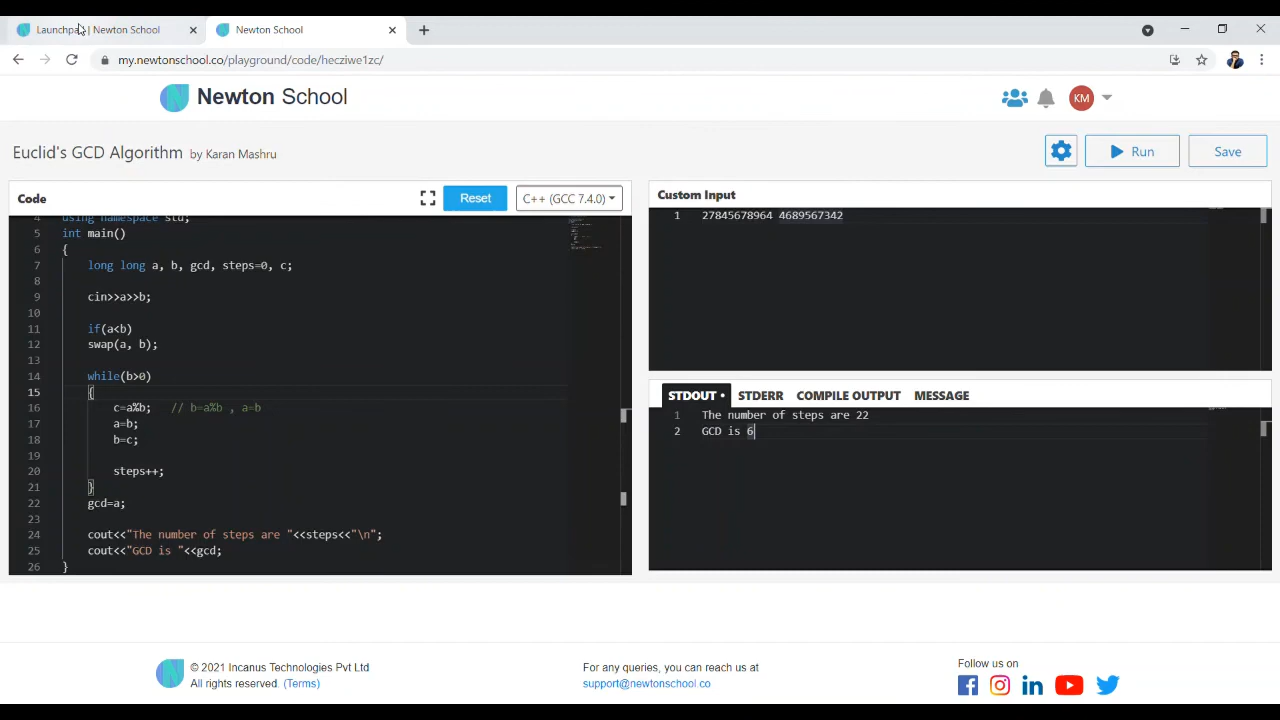 Launchpad | Newton School
Newton School
my.newtonschool.co/playground/code/hecziwe1zc/
Newton School
KM
Euclid's GCD Algorithm by Karan Mashru
Run
Save
Code
Reset
C++ (GCC 7.4.0)
4 using namespace std;
5 int main()
6 {
7 long long a, b, gcd, steps=0, c;
8
9 cin>>a>>b;
10
11 if(a<b)
12 swap(a, b);
13
14 while(b>0)
15 {
16 c=a%b; // b=a%b , a=b
17 a=b;
18 b=c;
19
20 steps++;
21 }
22 gcd=a;
23
24 cout<<"The number of steps are "<<steps<<"\n";
25 cout<<"GCD is "<<gcd;
26 }
Custom Input
1 27845678964 4689567342
STDOUT • STDERR COMPILE OUTPUT MESSAGE
1 The number of steps are 22
2 GCD is 6
© 2021 Incanus Technologies Pvt Ltd
All rights reserved. (Terms)
For any queries, you can reach us at
support@newtonschool.co
Follow us on